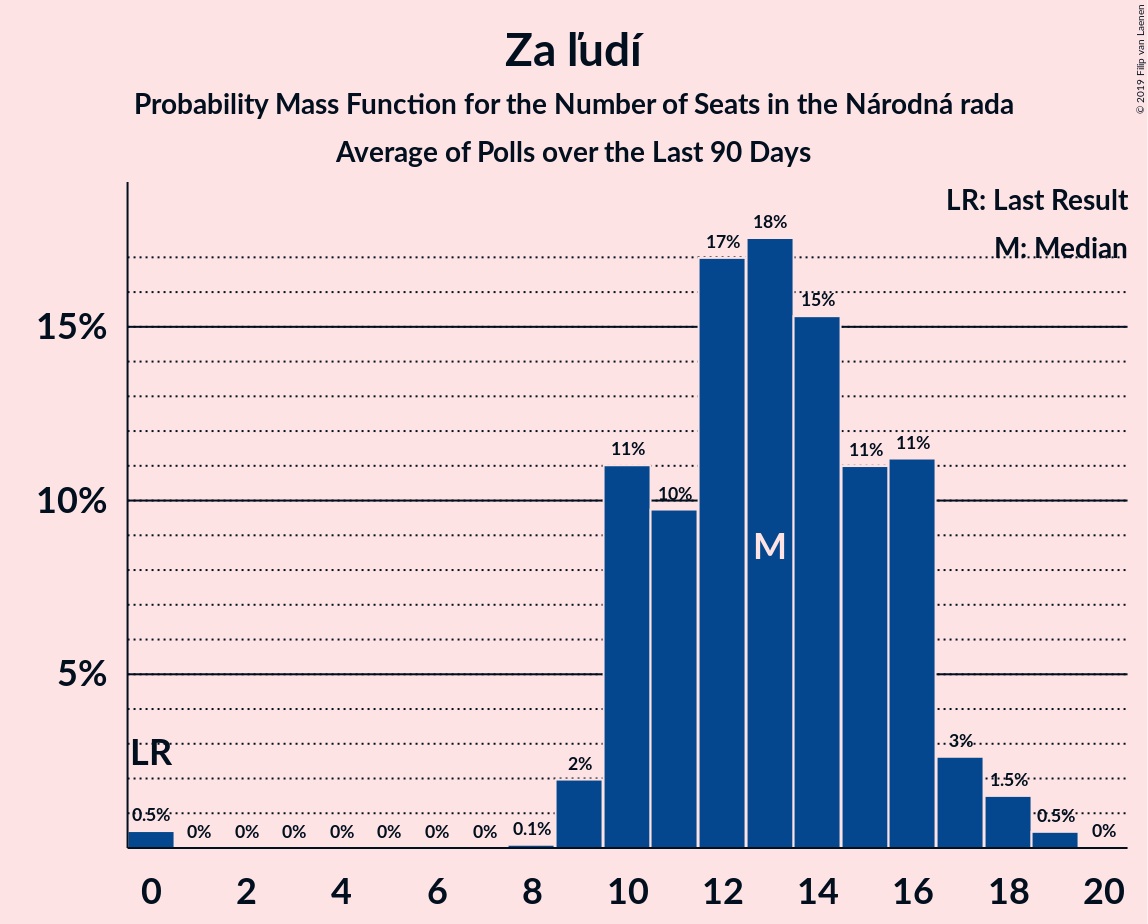 Za ľudí
Probability Mass Function for the Number of Seats in the Národná rada
Average of Polls over the Last 90 Days
© 2019 Filip van Laenen
LR: Last Result
M: Median
15%
10%
5%
0.5% 0% 0% 0% 0% 0% 0% 0% 0.1% 2% 11% 10% 17% 18% 15% 11% 11% 3% 1.5% 0.5% 0%
LR
M
0 2 4 6 8 10 12 14 16 18 20